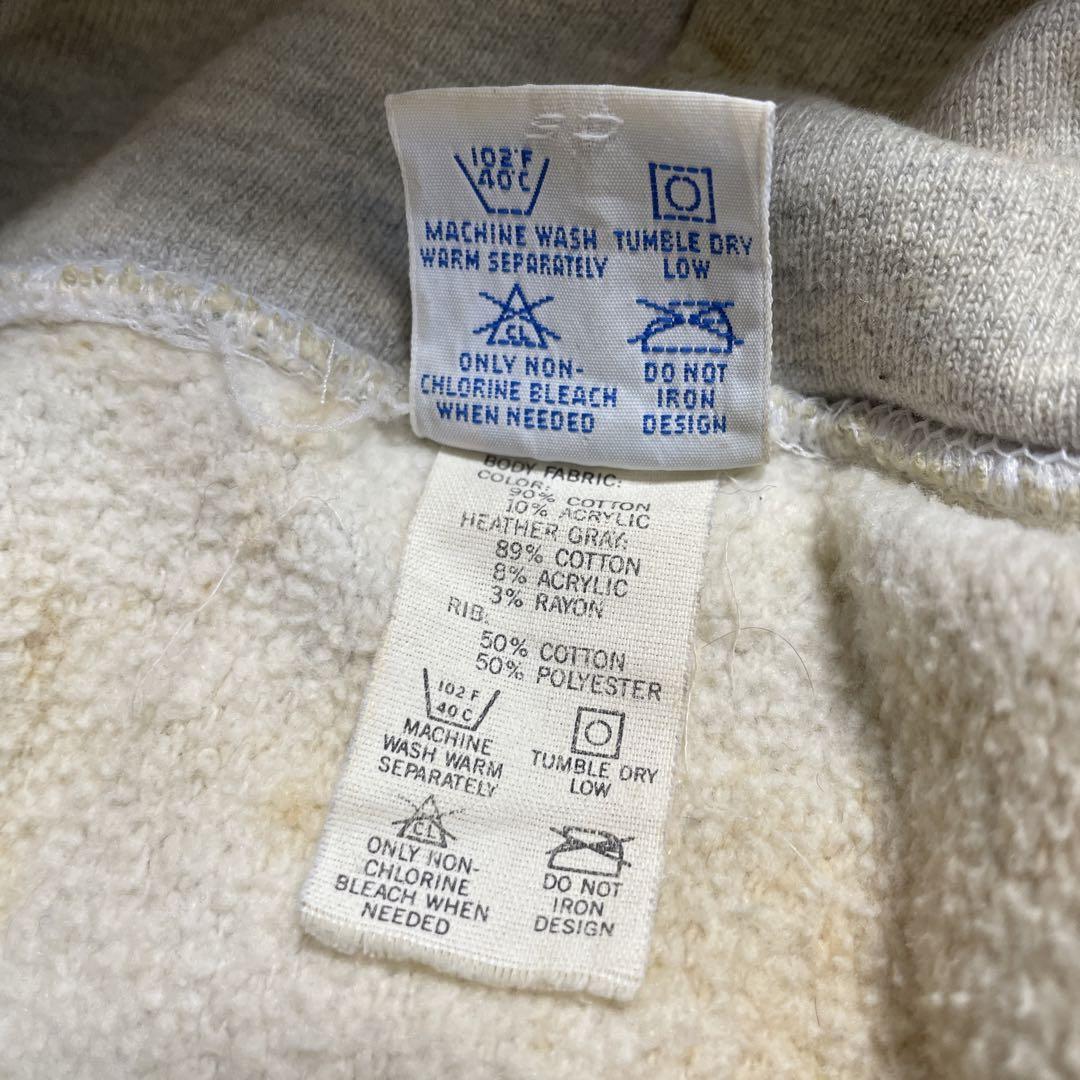 102°F
40°C
MACHINE WASH
WARM SEPARATELY
TUMBLE DRY
LOW
CL
ONLY NON-
CHLORINE BLEACH
WHEN NEEDED
DO NOT
IRON
DESIGN
BODY FABRIC:
COLOR:
90% COTTON
10% ACRYLIC
HEATHER GRAY:
89% COTTON
8% ACRYLIC
3% RAYON
RIB:
50% COTTON
50% POLYESTER
102 F
40 C
MACHINE
WASH WARM
SEPARATELY
TUMBLE DRY
LOW
CL
ONLY NON-
CHLORINE
BLEACH WHEN
NEEDED
DO NOT
IRON
DESIGN